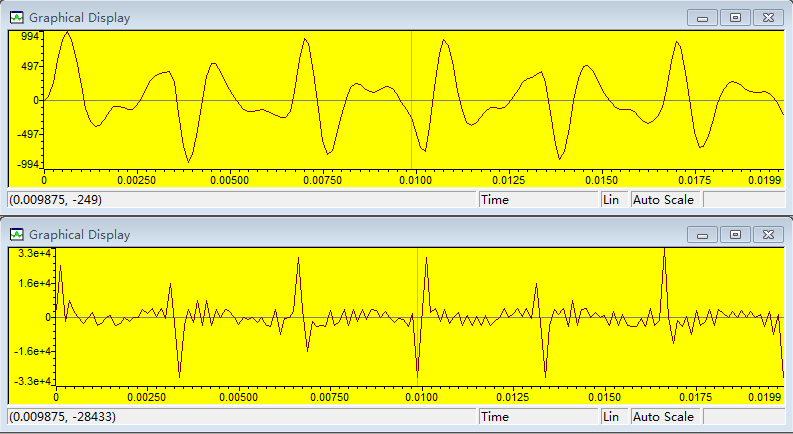 Graphical Display
994
497
0
-497
-994
0 0.00250 0.00500 0.00750 0.0100 0.0125 0.0150 0.0175 0.0199
(0.009875, -249) Time Lin Auto Scale
Graphical Display
3.3e+4
1.6e+4
0
-1.6e+4
-3.3e+4
0 0.00250 0.00500 0.00750 0.0100 0.0125 0.0150 0.0175 0.0199
(0.009875, -28433) Time Lin Auto Scale